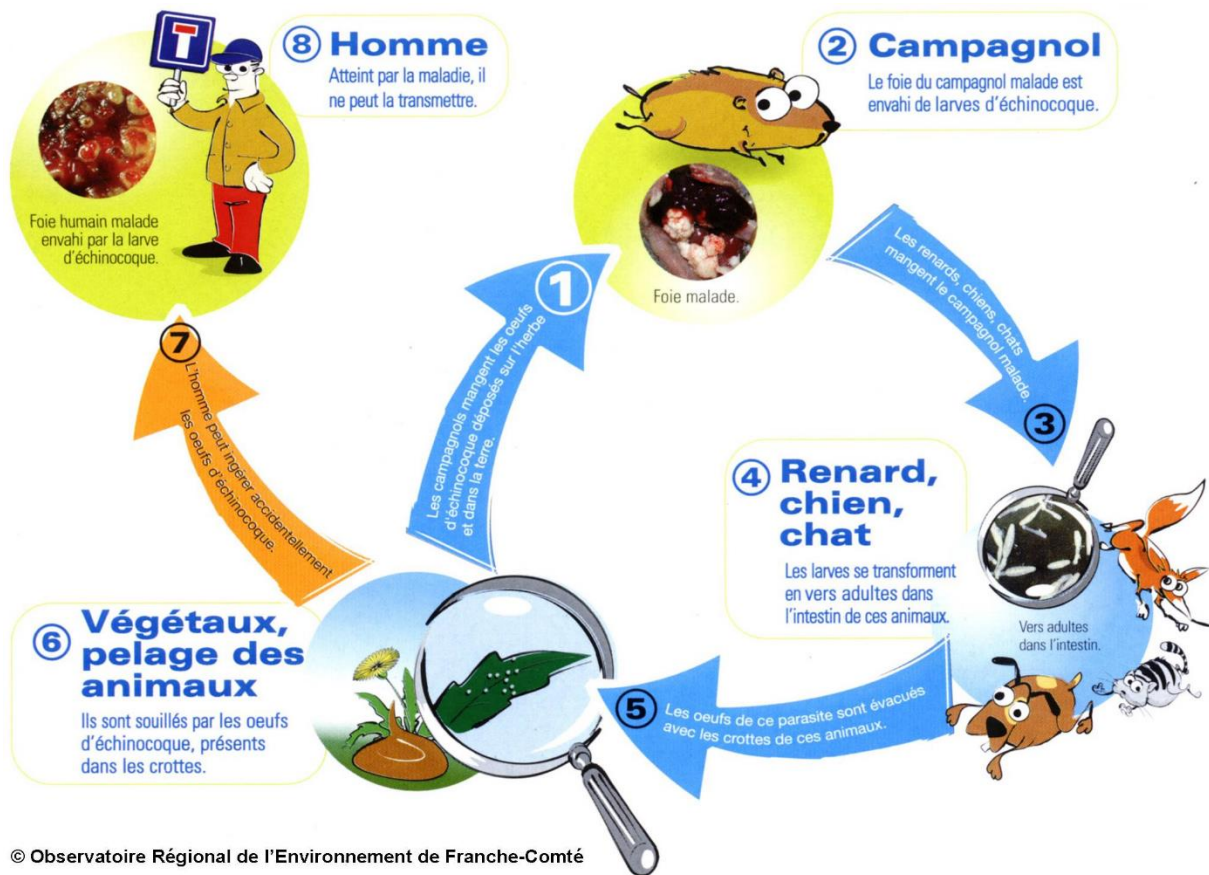 1
Les campagnols mangent les oeufs
d'échinocoque déposés sur l'herbe
et dans la terre.
2 Campagnol
Le foie du campagnol malade est
envahi de larves d'échinocoque.
Foie malade.
3
Les renards, chiens, chats
mangent le campagnol malade.
4 Renard,
chien,
chat
Les larves se transforment
en vers adultes dans
l'intestin de ces animaux.
Vers adultes
dans l'intestin.
5
Les oeufs de ce parasite sont évacués
avec les crottes de ces animaux.
6 Végétaux,
pelage des
animaux
Ils sont souillés par les oeufs
d'échinocoque, présents
dans les crottes.
7
L'homme peut ingérer accidentellement
les oeufs d'échinocoque.
8 Homme
Atteint par la maladie, il
ne peut la transmettre.
Foie humain malade
envahi par la larve
d'échinocoque.
© Observatoire Régional de l'Environnement de Franche-Comté